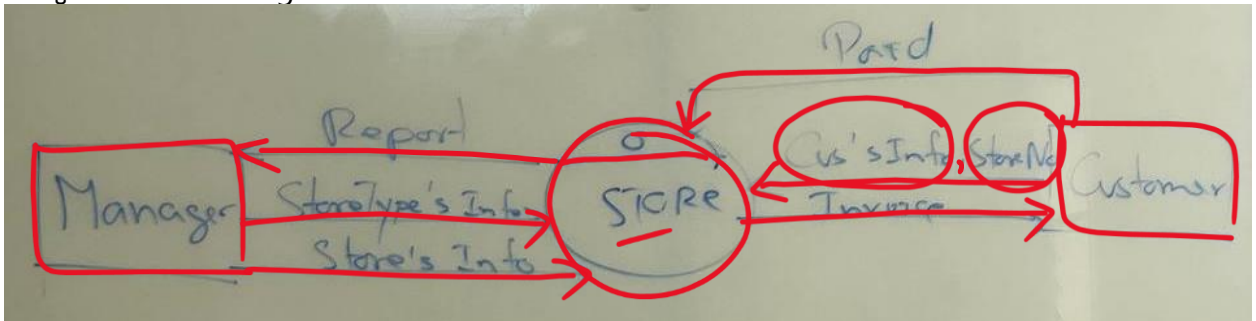 Paid
Report
O
Cus's Info, StoreNo
Manager
StoreType's Info
STORE
Invoice
Customer
Store's Info